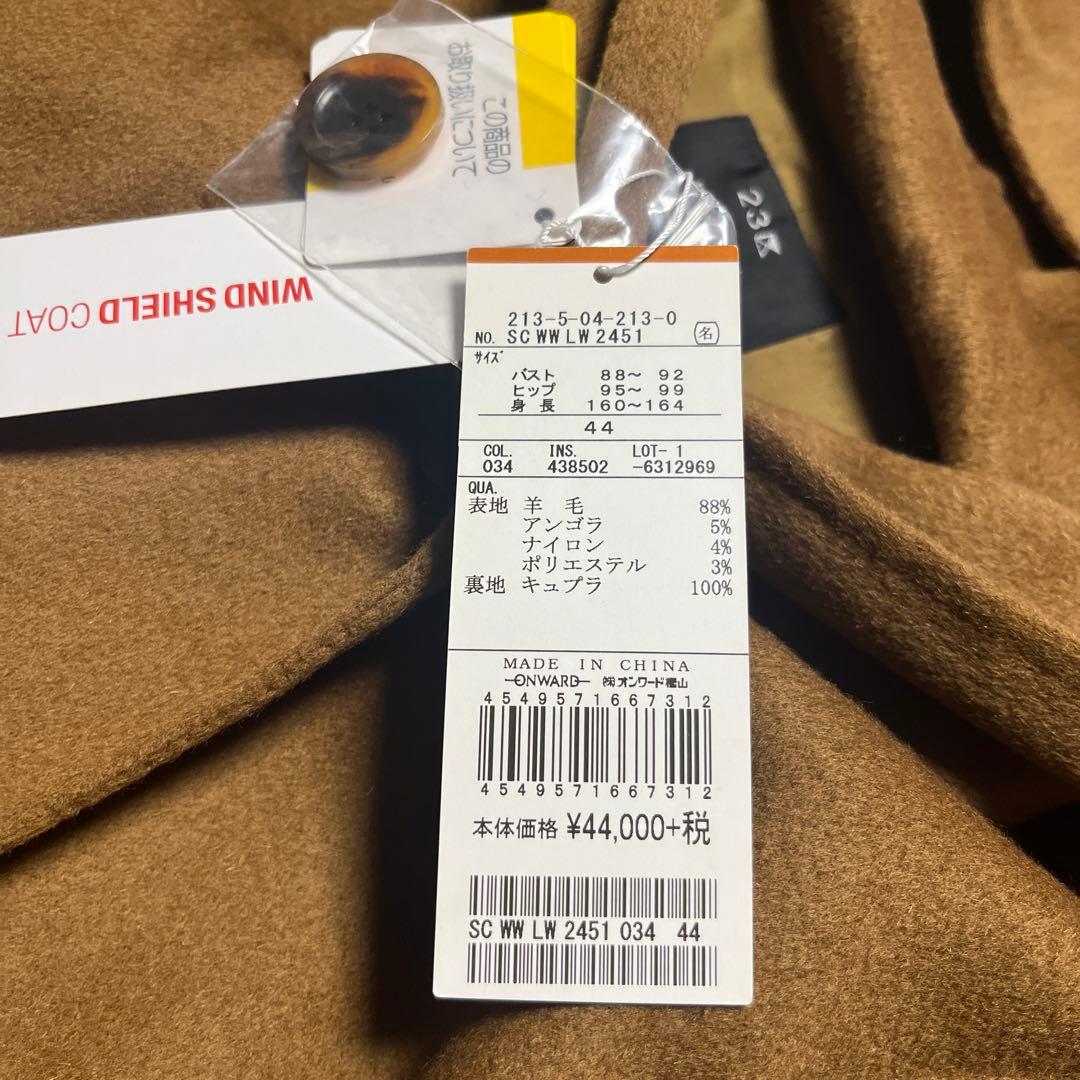 この商品の
お取り扱いについて
23区
WIND SHIELD COAT
213-5-04-213-0
NO. SC WW LW 2451 名
サイズ
バスト 88～ 92
ヒップ 95～ 99
身長 160～164
44
COL. INS. LOT- 1
034 438502 -6312969
QUA.
表地 羊 毛 88%
アンゴラ 5%
ナイロン 4%
ポリエステル 3%
裏地 キュプラ 100%
MADE IN CHINA
ONWARD ㈱オンワード樫山
4549571667312
4549571667312
本体価格 ¥44,000+税
SC WW LW 2451 034 44